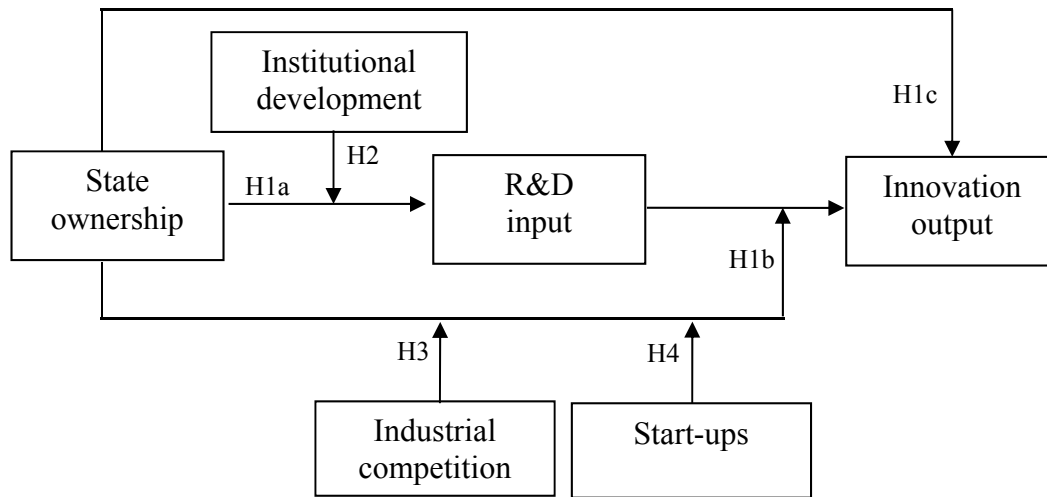 Institutional
development
H1c
H2
State
ownership
H1a
R&D
input
Innovation
output
H1b
H3
H4
Industrial
competition
Start-ups